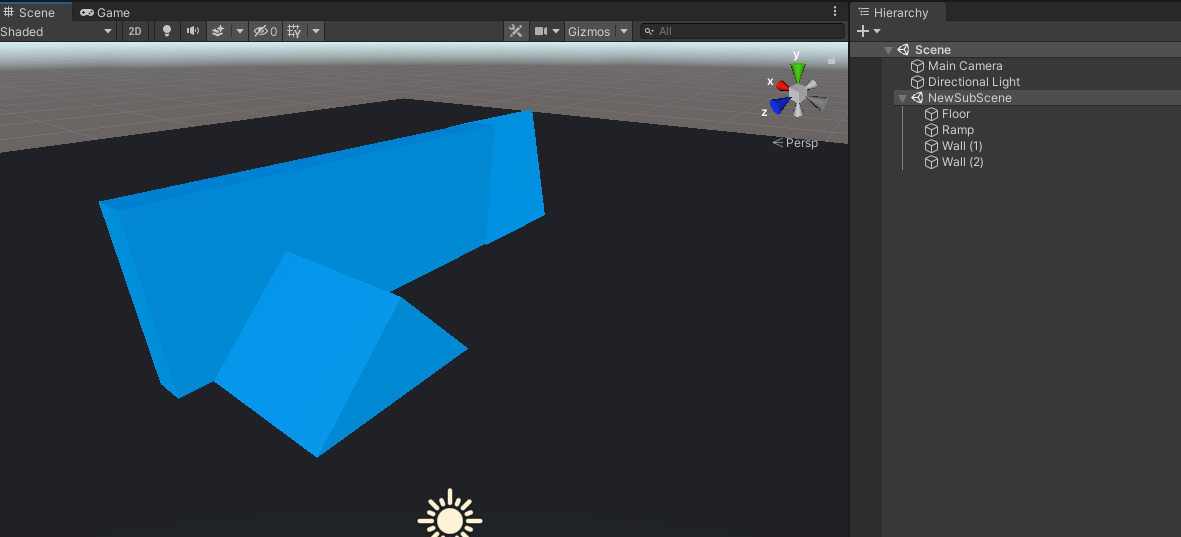 Scene Game
Shaded 2D 0 Gizmos All
y
x
z
Persp
Hierarchy
Scene
Main Camera
Directional Light
NewSubScene
Floor
Ramp
Wall (1)
Wall (2)